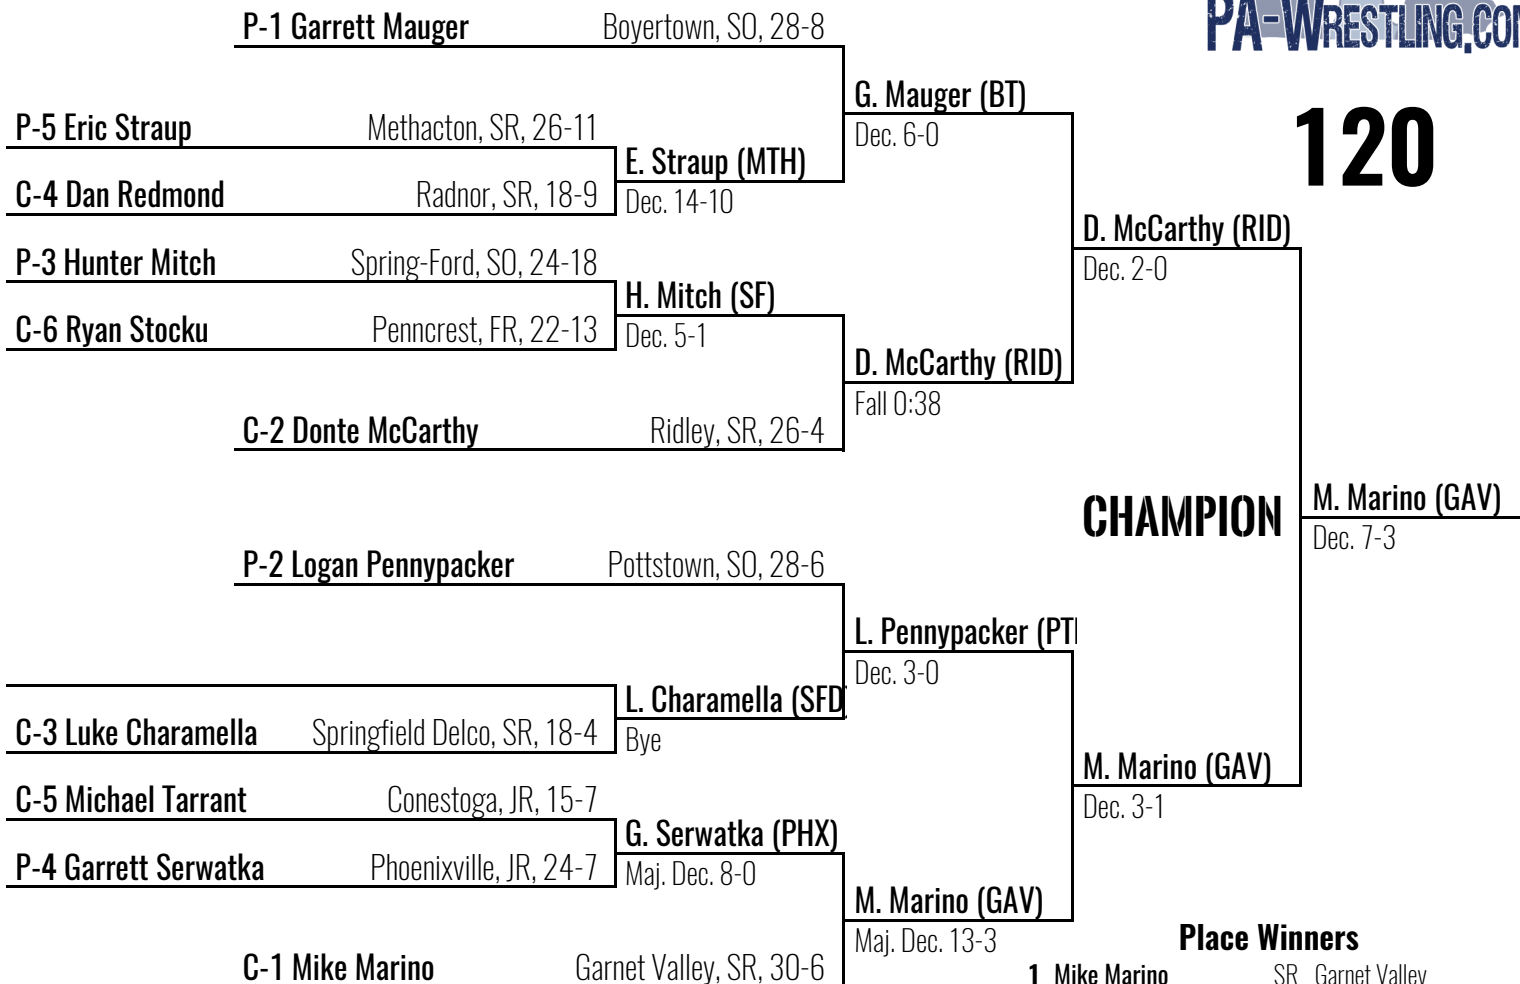 P-1 Garrett Mauger Boyertown, SO, 28-8
PA-WRESTLING.COM
G. Mauger (BT)
Dec. 6-0
120
P-5 Eric Straup Methacton, SR, 26-11
E. Straup (MTH)
Dec. 14-10
C-4 Dan Redmond Radnor, SR, 18-9
D. McCarthy (RID)
Dec. 2-0
P-3 Hunter Mitch Spring-Ford, SO, 24-18
H. Mitch (SF)
Dec. 5-1
C-6 Ryan Stocku Penncrest, FR, 22-13
D. McCarthy (RID)
Fall 0:38
C-2 Donte McCarthy Ridley, SR, 26-4
CHAMPION
M. Marino (GAV)
Dec. 7-3
P-2 Logan Pennypacker Pottstown, SO, 28-6
L. Pennypacker (PT
Dec. 3-0
L. Charamella (SFD
Bye
C-3 Luke Charamella Springfield Delco, SR, 18-4
M. Marino (GAV)
Dec. 3-1
C-5 Michael Tarrant Conestoga, JR, 15-7
G. Serwatka (PHX)
Maj. Dec. 8-0
P-4 Garrett Serwatka Phoenixville, JR, 24-7
M. Marino (GAV)
Maj. Dec. 13-3
Place Winners
C-1 Mike Marino Garnet Valley, SR, 30-6
1 Mike Marino SR Garnet Valley